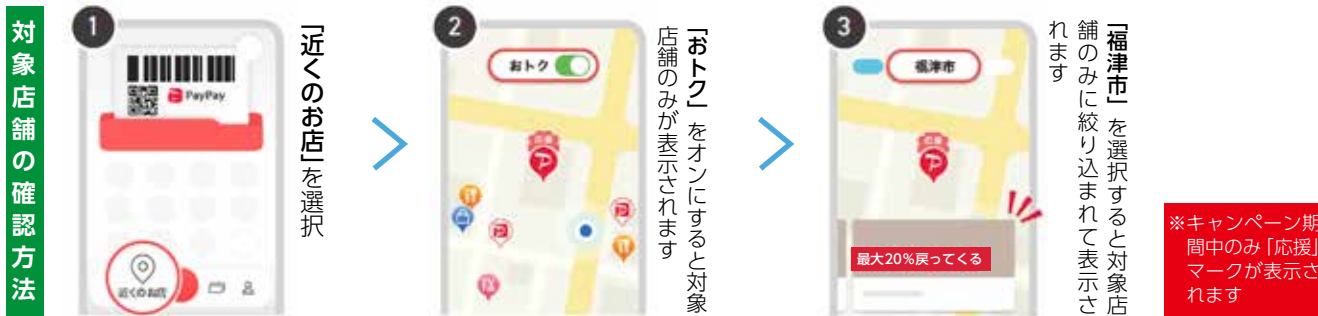 対象店舗の確認方法
1
PayPay
近くのお店
「近くのお店」を選択
2
おトク
応援
「おトク」をオンにすると対象
店舗のみが表示されます
3
福津市
応援
最大20%戻ってくる
「福津市」を選択すると対象店
舗のみに絞り込まれて表示さ
れます
※キャンペーン期
間中のみ「応援」
マークが表示さ
れます